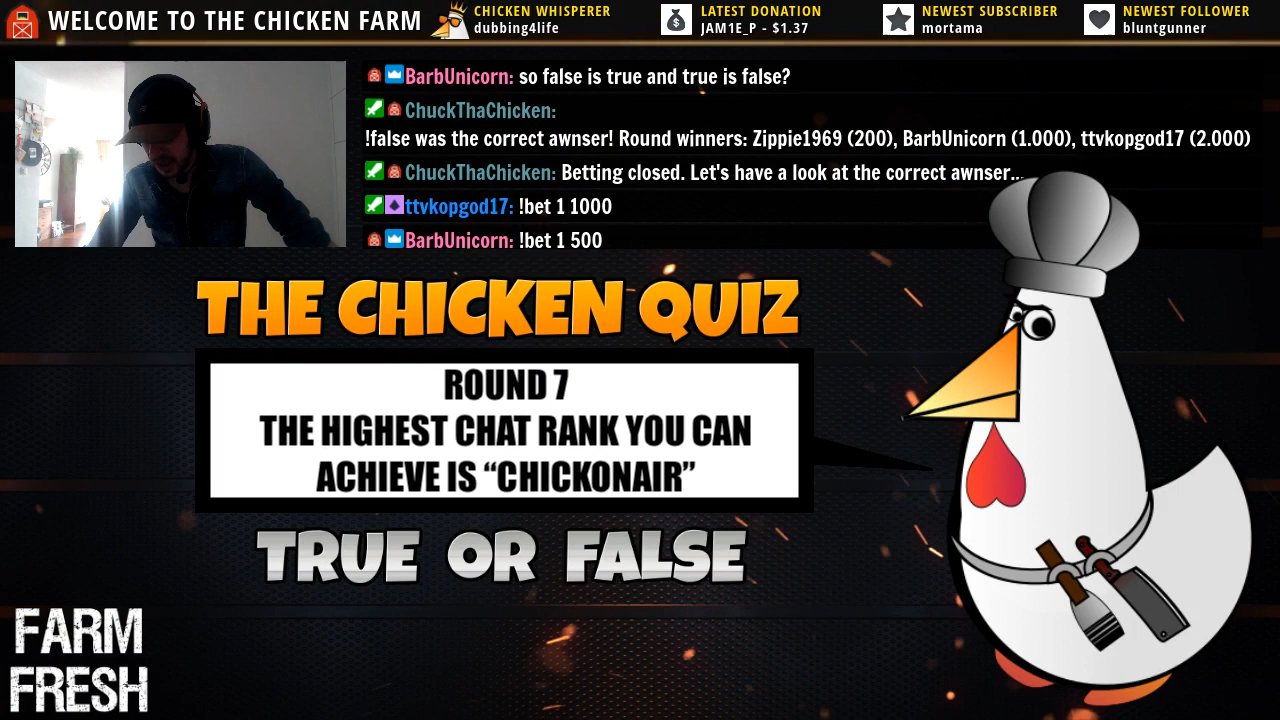 WELCOME TO THE CHICKEN FARM
CHICKEN WHISPERER
dubbing4life
LATEST DONATION
JAM1E_P - $1.37
NEWEST SUBSCRIBER
mortama
NEWEST FOLLOWER
bluntgunner
BarbUnicorn: so false is true and true is false?
ChuckThaChicken:
!false was the correct awnser! Round winners: Zippie1969 (200), BarbUnicorn (1.000), ttvkopgod17 (2.000)
ChuckThaChicken: Betting closed. Let's have a look at the correct awnser...
ttvkopgod17: !bet 1 1000
BarbUnicorn: !bet 1 500
THE CHICKEN QUIZ
ROUND 7
THE HIGHEST CHAT RANK YOU CAN
ACHIEVE IS “CHICKONAIR”
TRUE OR FALSE
FARM
FRESH